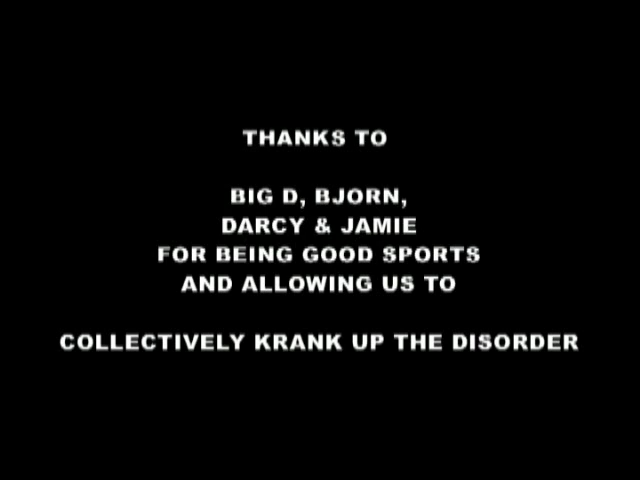 THANKS TO
BIG D, BJORN,
DARCY & JAMIE
FOR BEING GOOD SPORTS
AND ALLOWING US TO
COLLECTIVELY KRANK UP THE DISORDER